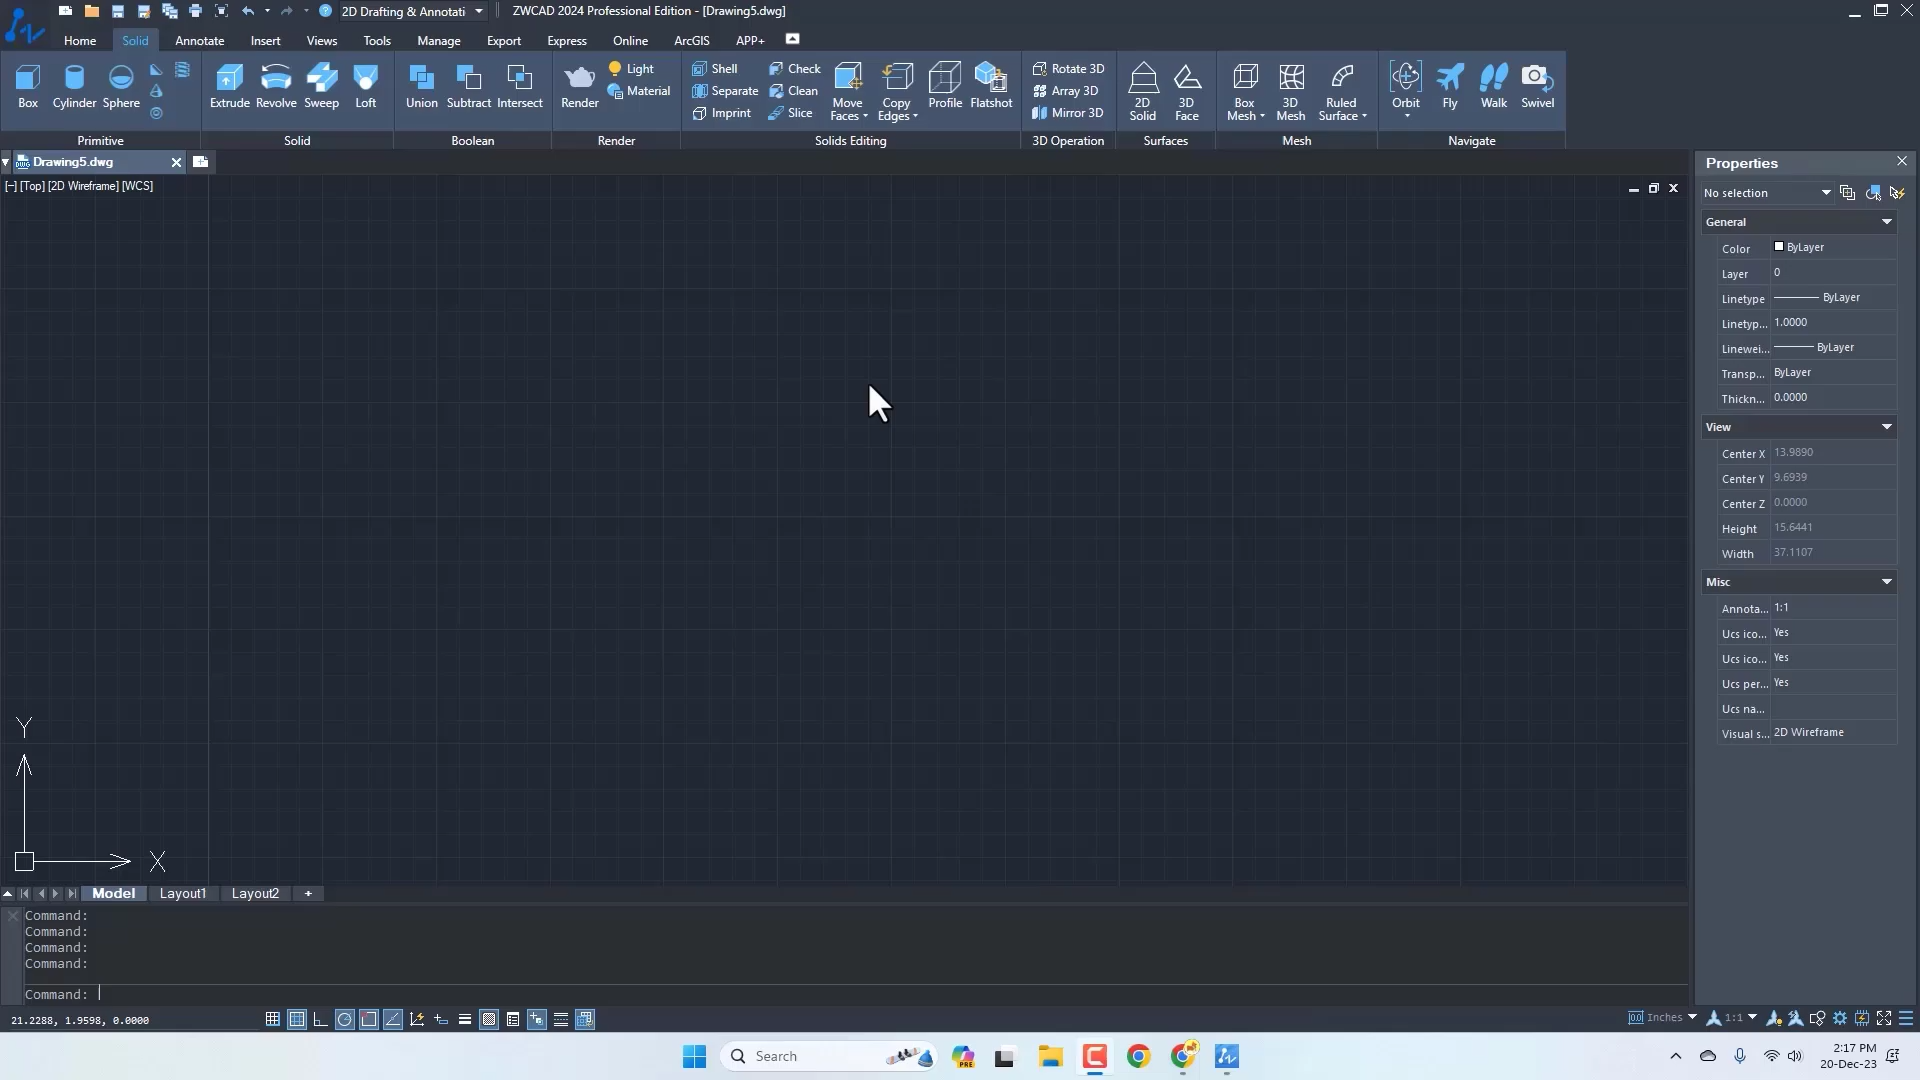 2D Drafting & Annotati
ZWCAD 2024 Professional Edition - [Drawing5.dwg]
Home Solid Annotate Insert Views Tools Manage Export Express Online ArcGIS APP+
Box Cylinder Sphere
Extrude Revolve Sweep Loft
Union Subtract Intersect
Render Light Material
Shell Check
Separate Clean
Imprint Slice
Move Faces
Copy Edges
Profile Flatshot
Rotate 3D
Array 3D
Mirror 3D
2D Solid
3D Face
Box Mesh
3D Mesh
Ruled Surface
Orbit Fly Walk Swivel
Primitive Solid Boolean Render Solids Editing 3D Operation Surfaces Mesh Navigate
Drawing5.dwg
[−] [Top] [2D Wireframe] [WCS]
Properties
No selection
General
Color ByLayer
Layer 0
Linetype ByLayer
Linetyp... 1.0000
Linewei... ByLayer
Transp... ByLayer
Thickn... 0.0000
View
Center X 13.9890
Center Y 9.6939
Center Z 0.0000
Height 15.6441
Width 37.1107
Misc
Annota... 1:1
Ucs ico... Yes
Ucs ico... Yes
Ucs per... Yes
Ucs na...
Visual s... 2D Wireframe
Y
X
Model Layout1 Layout2 +
Command:
Command:
Command:
Command:
Command:
21.2288, 1.9598, 0.0000
Inches 1:1
Search
PRE
2:17 PM
20-Dec-23